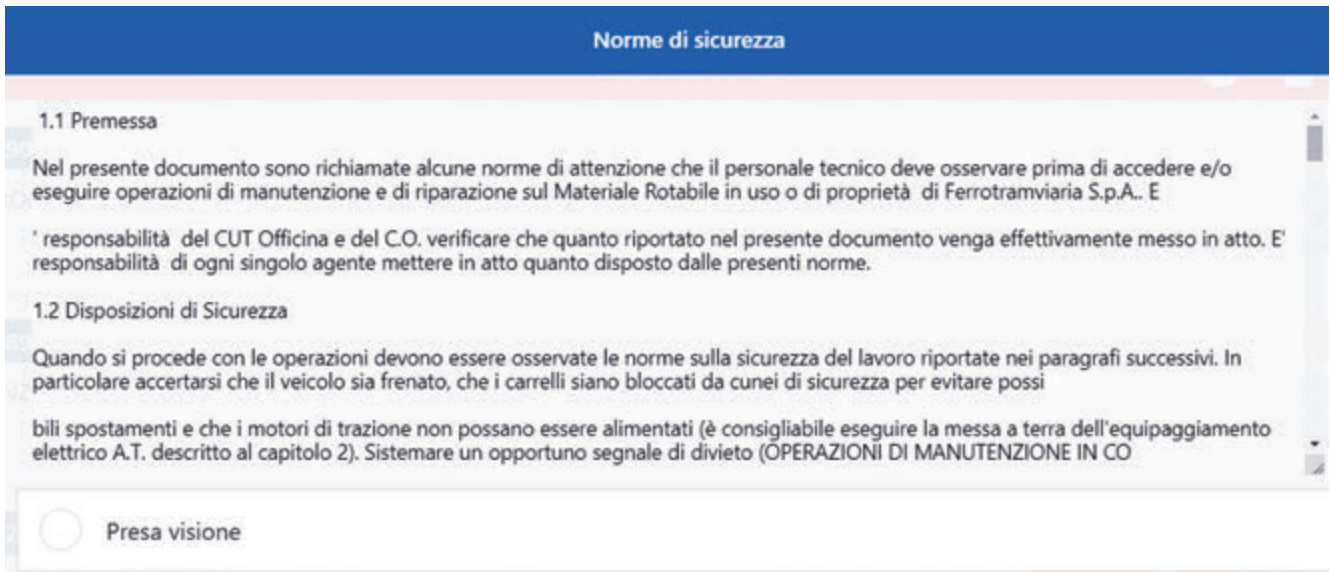 Norme di sicurezza
1.1 Premessa
Nel presente documento sono richiamate alcune norme di attenzione che il personale tecnico deve osservare prima di accedere e/o
eseguire operazioni di manutenzione e di riparazione sul Materiale Rotabile in uso o di proprietà  di Ferrotramviaria S.p.A.. E
' responsabilità  del CUT Officina e del C.O. verificare che quanto riportato nel presente documento venga effettivamente messo in atto. E'
responsabilità  di ogni singolo agente mettere in atto quanto disposto dalle presenti norme.
1.2 Disposizioni di Sicurezza
Quando si procede con le operazioni devono essere osservate le norme sulla sicurezza del lavoro riportate nei paragrafi successivi. In
particolare accertarsi che il veicolo sia frenato, che i carrelli siano bloccati da cunei di sicurezza per evitare possi
bili spostamenti e che i motori di trazione non possano essere alimentati (è consigliabile eseguire la messa a terra dell'equipaggiamento
elettrico A.T. descritto al capitolo 2). Sistemare un opportuno segnale di divieto (OPERAZIONI DI MANUTENZIONE IN CO
Presa visione